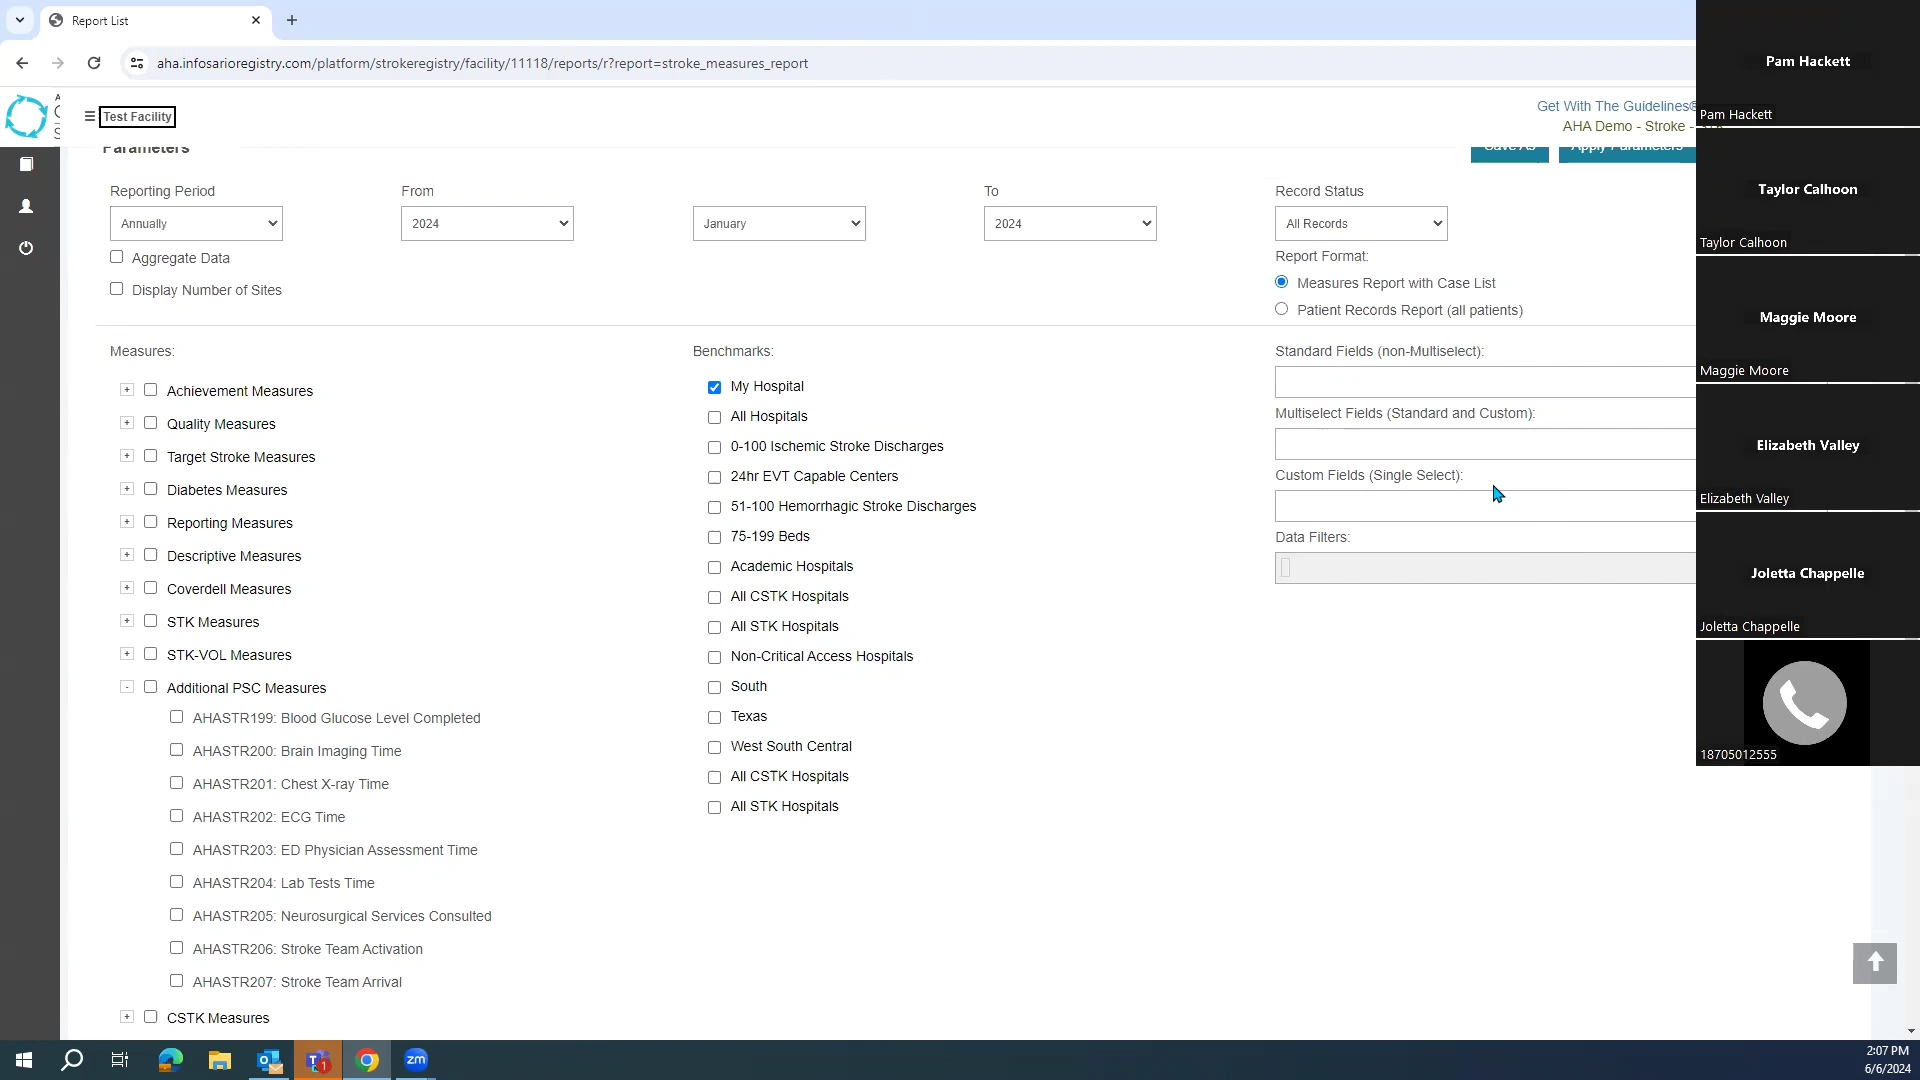 Report List
aha.infosarioregistry.com/platform/strokeregistry/facility/11118/reports/r?report=stroke_measures_report
Pam Hackett
Pam Hackett
Test Facility
Get With The Guidelines®
AHA Demo - Stroke -
Parameters
Save As
Apply Parameters
Reporting Period
From
To
Record Status
Annually
2024
January
2024
All Records
Aggregate Data
Display Number of Sites
Report Format:
Measures Report with Case List
Patient Records Report (all patients)
Taylor Calhoon
Taylor Calhoon
Measures:
Achievement Measures
Quality Measures
Target Stroke Measures
Diabetes Measures
Reporting Measures
Descriptive Measures
Coverdell Measures
STK Measures
STK-VOL Measures
Additional PSC Measures
AHASTR199: Blood Glucose Level Completed
AHASTR200: Brain Imaging Time
AHASTR201: Chest X-ray Time
AHASTR202: ECG Time
AHASTR203: ED Physician Assessment Time
AHASTR204: Lab Tests Time
AHASTR205: Neurosurgical Services Consulted
AHASTR206: Stroke Team Activation
AHASTR207: Stroke Team Arrival
CSTK Measures
Benchmarks:
My Hospital
All Hospitals
0-100 Ischemic Stroke Discharges
24hr EVT Capable Centers
51-100 Hemorrhagic Stroke Discharges
75-199 Beds
Academic Hospitals
All CSTK Hospitals
All STK Hospitals
Non-Critical Access Hospitals
South
Texas
West South Central
All CSTK Hospitals
All STK Hospitals
Standard Fields (non-Multiselect):
Multiselect Fields (Standard and Custom):
Custom Fields (Single Select):
Data Filters:
Maggie Moore
Maggie Moore
Elizabeth Valley
Elizabeth Valley
Joletta Chappelle
Joletta Chappelle
18705012555
zm
1
2:07 PM
6/6/2024